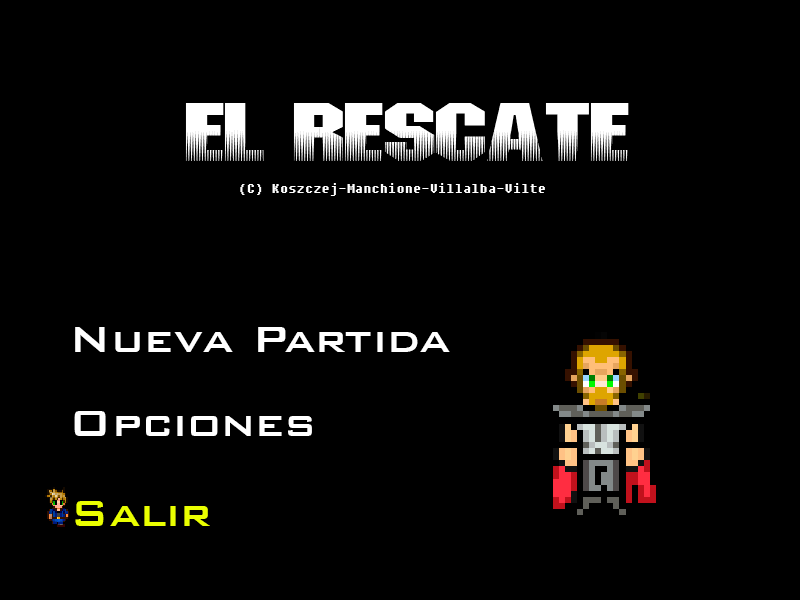 EL RESCATE
(C) Koszczej-Manchione-Villalba-Vilte
Nueva Partida
Opciones
Salir